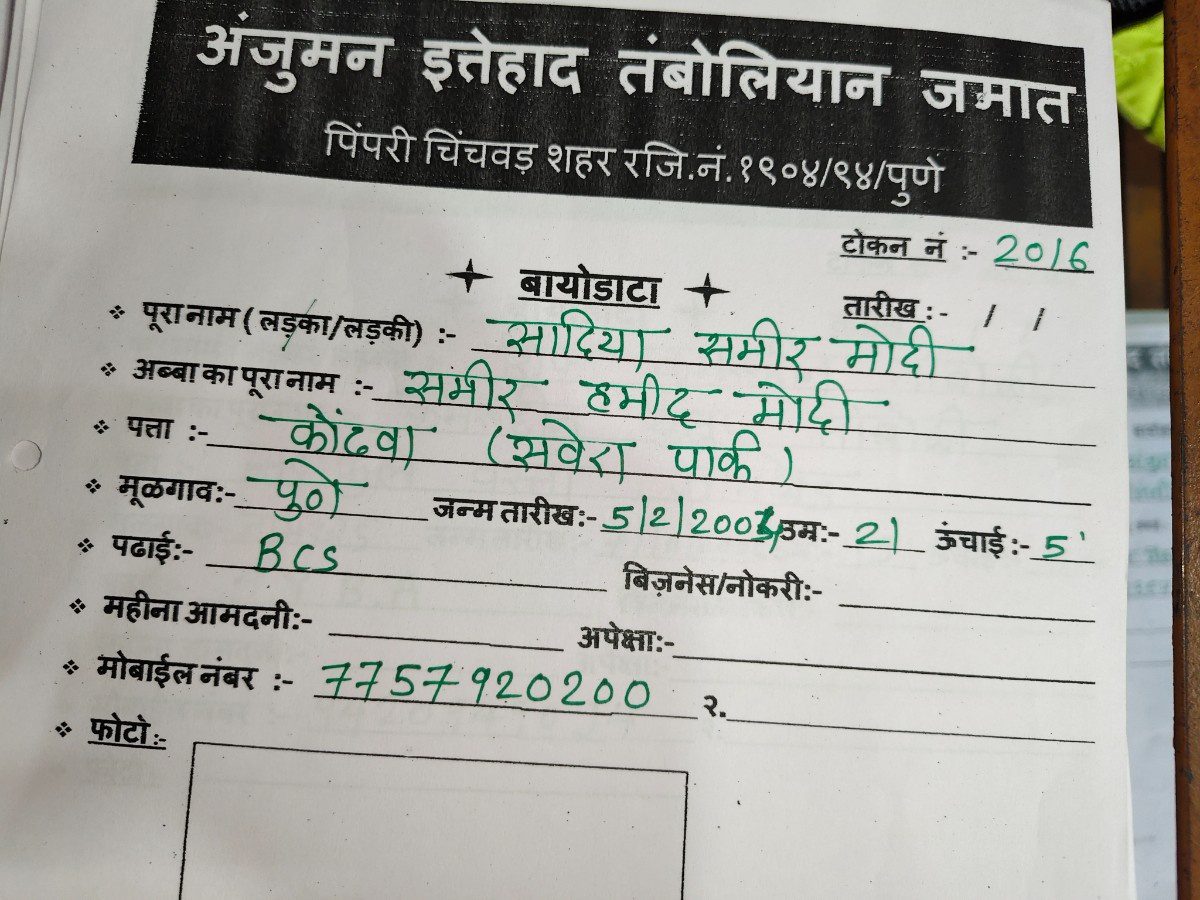 अंजुमन इत्तेहाद तंबोलियान जमात
पिंपरी चिंचवड़ शहर रजि.नं.१९०४/९४/पुणे
टोकन नं :- 2016
बायोडाटा
तारीख :- / /
पूरा नाम ( लड़का/लड़की) :- सादिया समीर मोदी
अब्बा का पूरा नाम :- समीर हमीद मोदी
पत्ता :- कोंढवा (सवेरा पार्क)
मूळगाव:- पुणे जन्म तारीख:- 5/2/2004 उम्र:- 21 ऊंचाई :- 5'
पढाई:- BCS बिज़नेस/नोकरी:-
महीना आमदनी:- अपेक्षा:-
मोबाईल नंबर :- 7757920200 २.
फोटो :-